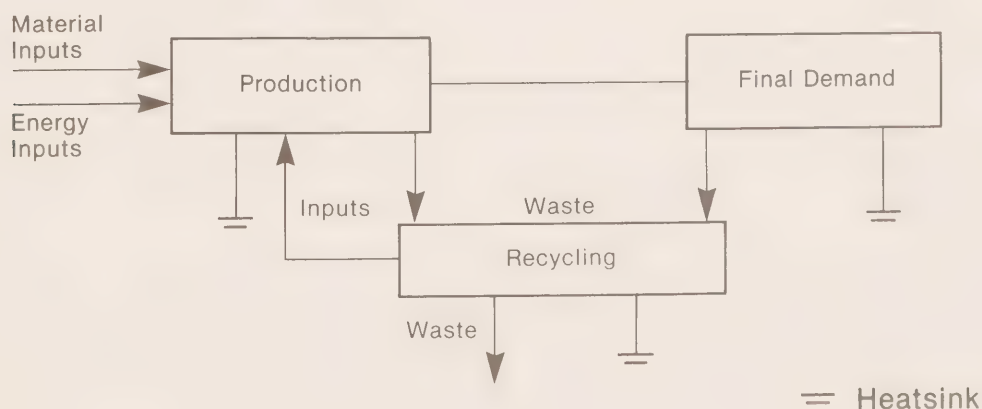 Material
Inputs
Production
Final Demand
Energy
Inputs
Inputs
Waste
Recycling
Waste
Heatsink